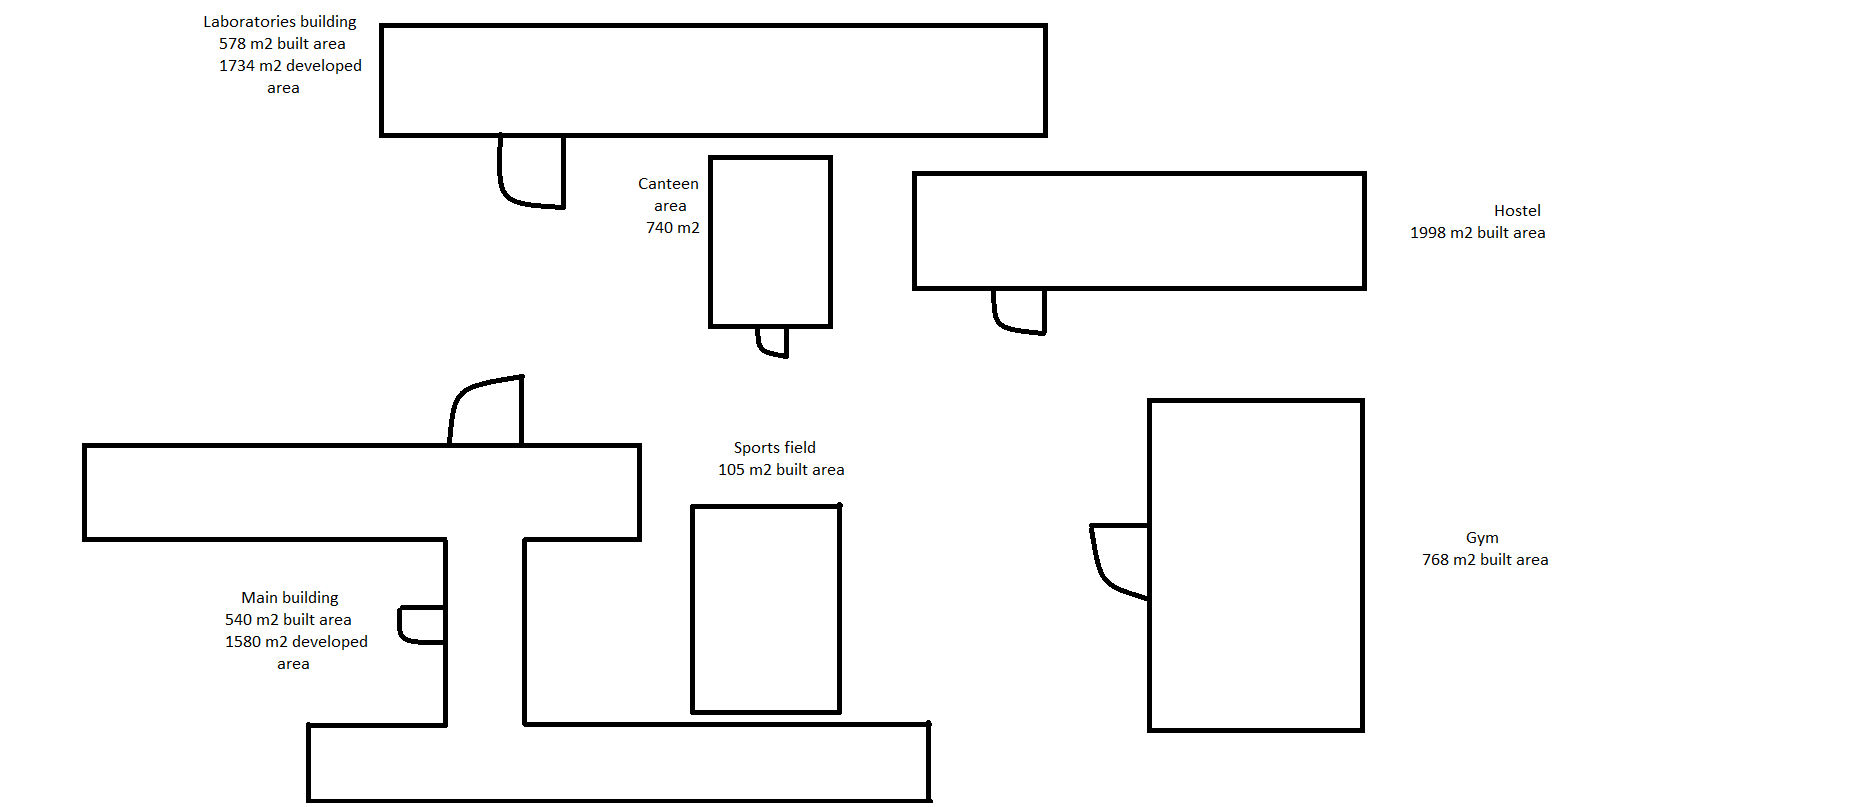 Laboratories building
578 m2 built area
1734 m2 developed
area
Canteen
area
740 m2
Hostel
1998 m2 built area
Sports field
105 m2 built area
Gym
768 m2 built area
Main building
540 m2 built area
1580 m2 developed
area